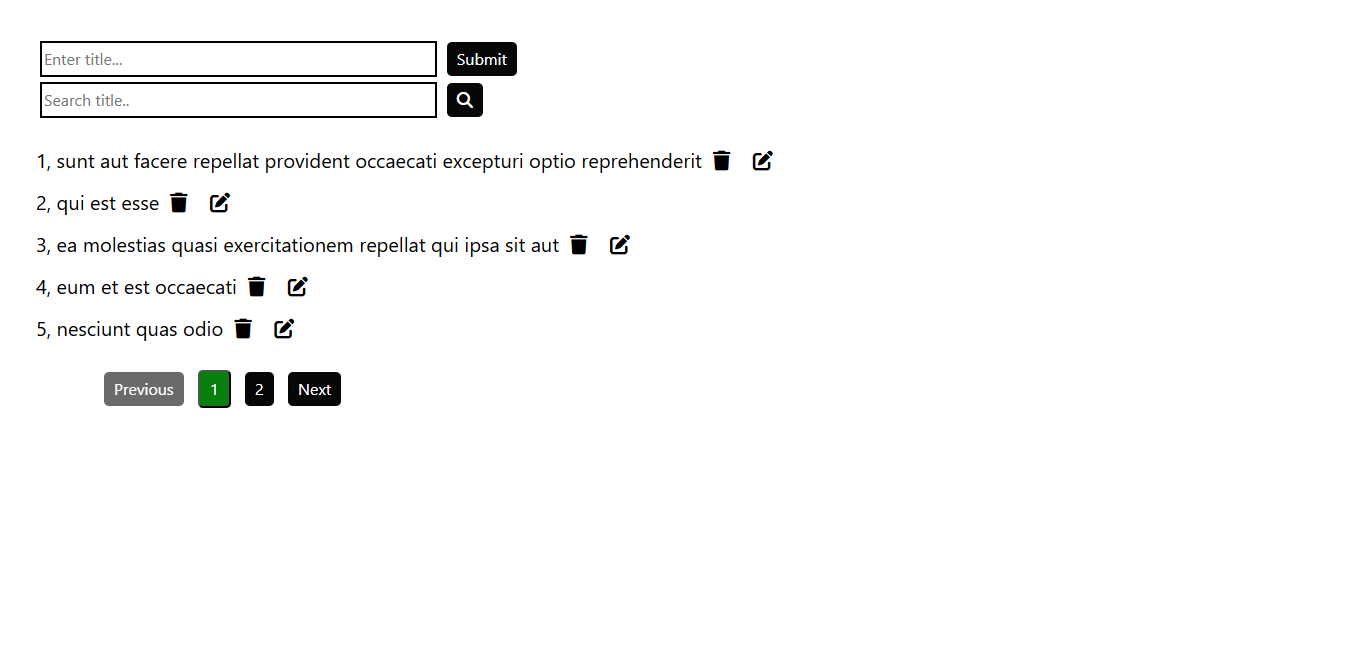 Enter title...
Submit
Search title..
1, sunt aut facere repellat provident occaecati excepturi optio reprehenderit
2, qui est esse
3, ea molestias quasi exercitationem repellat qui ipsa sit aut
4, eum et est occaecati
5, nesciunt quas odio
Previous 1 2 Next